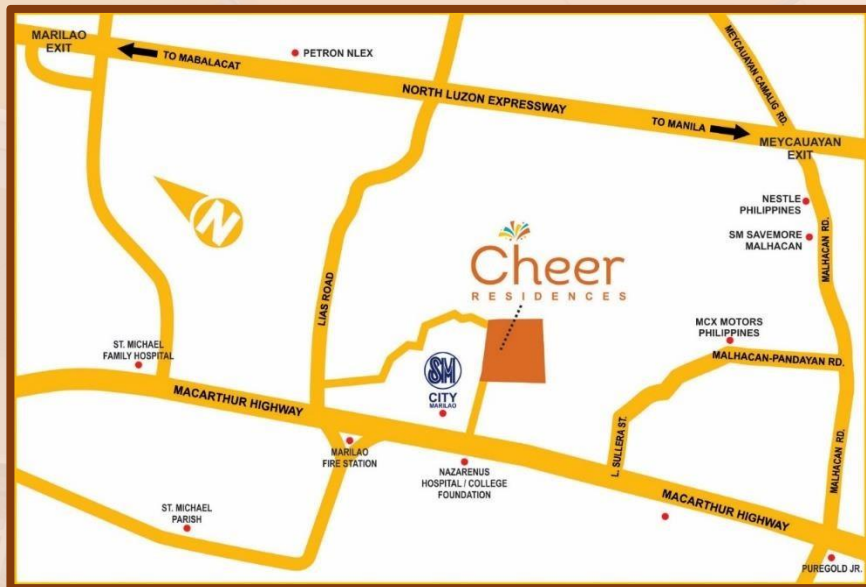 MARILAO
EXIT
TO MABALACAT
PETRON NLEX
NORTH LUZON EXPRESSWAY
TO MANILA
MEYCAUAYAN CAMALIG RD.
MEYCAUAYAN
EXIT
NESTLE
PHILIPPINES
SM SAVEMORE
MALHACAN
MALHACAN RD.
N
LIAS ROAD
Cheer
RESIDENCES
ST. MICHAEL
FAMILY HOSPITAL
MCX MOTORS
PHILIPPINES
MALHACAN-PANDAYAN RD.
SM
CITY
MARILAO
MACARTHUR HIGHWAY
MARILAO
FIRE STATION
NAZARENUS
HOSPITAL / COLLEGE
FOUNDATION
L. SULLERA ST.
MALHACAN RD.
ST. MICHAEL
PARISH
MACARTHUR HIGHWAY
PUREGOLD JR.